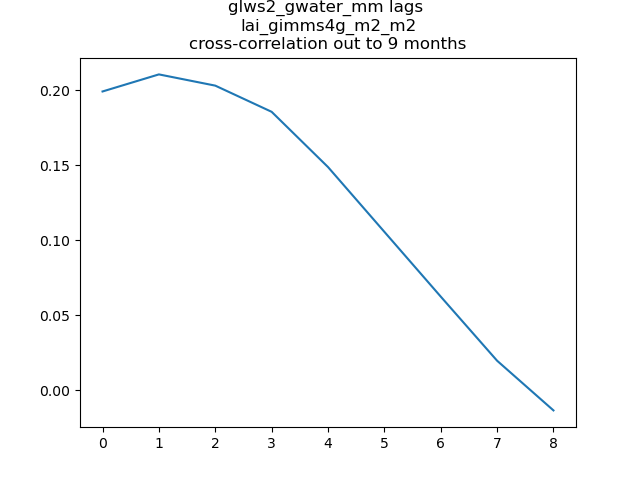 glws2_gwater_mm lags
lai_gimms4g_m2_m2
cross-correlation out to 9 months
0.20
0.15
0.10
0.05
0.00
0 1 2 3 4 5 6 7 8